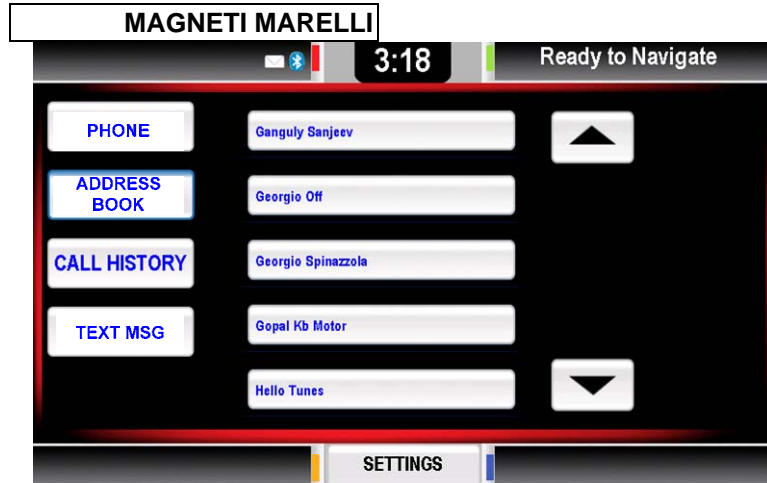 MAGNETI MARELLI
3:18
Ready to Navigate
PHONE
ADDRESS
BOOK
CALL HISTORY
TEXT MSG
Ganguly Sanjeev
Georgio Off
Georgio Spinazzola
Gopal Kb Motor
Hello Tunes
SETTINGS